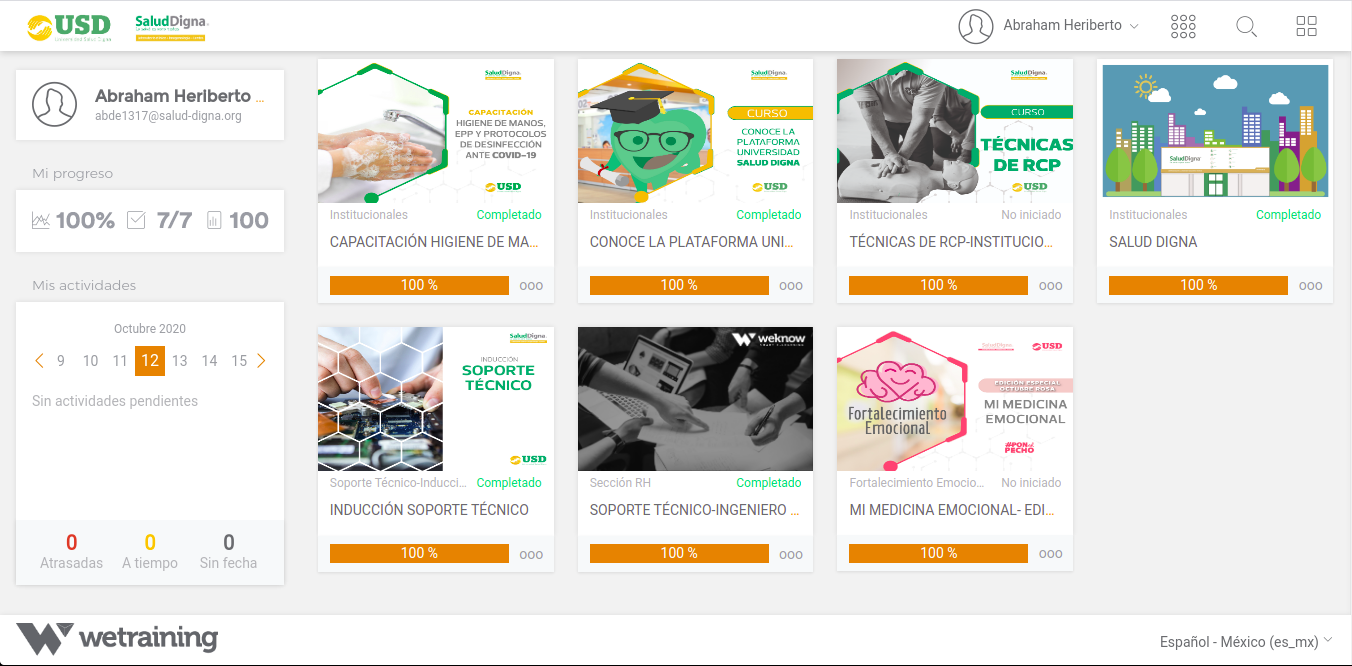 USD
SaludDigna
Abraham Heriberto
Abraham Heriberto ...
abde1317@salud-digna.org
Mi progreso
100% 7/7 100
Mis actividades
Octubre 2020
9 10 11 12 13 14 15
Sin actividades pendientes
0 0 0
Atrasadas A tiempo Sin fecha
SaludDigna
CAPACITACIÓN
HIGIENE DE MANOS,
EPP Y PROTOCOLOS
DE DESINFECCIÓN
ANTE COVID-19
USD
Institucionales Completado
CAPACITACIÓN HIGIENE DE MA...
100 % ooo
SaludDigna
CURSO
CONOCE LA
PLATAFORMA
UNIVERSIDAD
SALUD DIGNA
USD
Institucionales Completado
CONOCE LA PLATAFORMA UNI...
100 % ooo
SaludDigna
CURSO
TÉCNICAS
DE RCP
USD
Institucionales No iniciado
TÉCNICAS DE RCP-INSTITUCIO...
100 % ooo
SaludDigna
Institucionales Completado
SALUD DIGNA
100 % ooo
SaludDigna
INDUCCIÓN
SOPORTE
TÉCNICO
USD
Soporte Técnico-Inducci... Completado
INDUCCIÓN SOPORTE TÉCNICO
100 % ooo
weknow
Sección RH Completado
SOPORTE TÉCNICO-INGENIERO ...
100 % ooo
SaludDigna USD
EDICIÓN ESPECIAL
OCTUBRE ROSA
MI MEDICINA
EMOCIONAL
Fortalecimiento
Emocional
#PON
PECHO
Fortalecimiento Emocio... No iniciado
MI MEDICINA EMOCIONAL- EDI...
100 % ooo
wetraining
Español - México (es_mx)